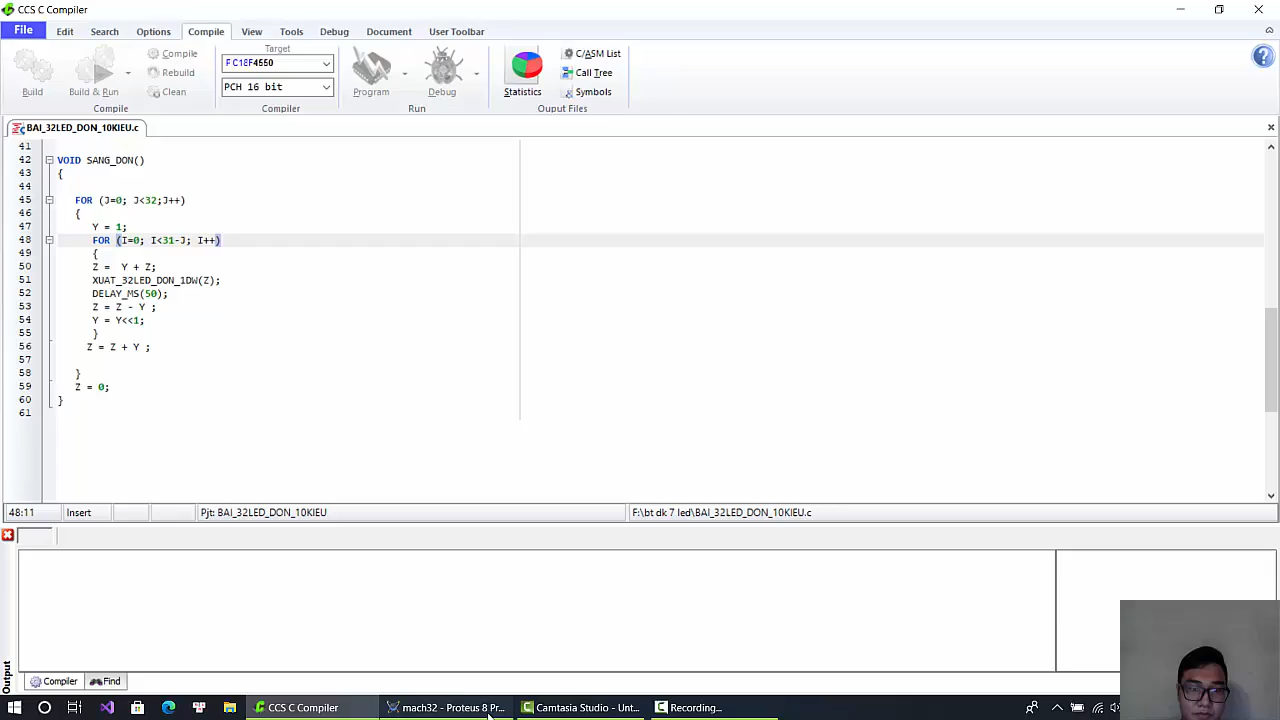 CCS C Compiler
File Edit Search Options Compile View Tools Debug Document User Toolbar
Target
Compile
C/ASM List
Rebuild
Call Tree
PCH 16 bit
Build Build & Run Clean Program Debug Statistics Symbols
Compile Compiler Run Ouput Files
BAI_32LED_DON_10KIEU.c
41
42 VOID SANG_DON()
43 {
44
45 FOR (J=0; J<32;J++)
46 {
47 Y = 1;
48 FOR (I=0; I<31-J; I++)
49 {
50 Z = Y + Z;
51 XUAT_32LED_DON_1DW(Z);
52 DELAY_MS(50);
53 Z = Z - Y ;
54 Y = Y<<1;
55 }
56 Z = Z + Y ;
57
58 }
59 Z = 0;
60 }
61
48:11 Insert Pjt: BAI_32LED_DON_10KIEU F:\bt dk 7 led\BAI_32LED_DON_10KIEU.c
Output
Compiler Find
CCS C Compiler mach32 - Proteus 8 Pr... Camtasia Studio - Unt... Recording...